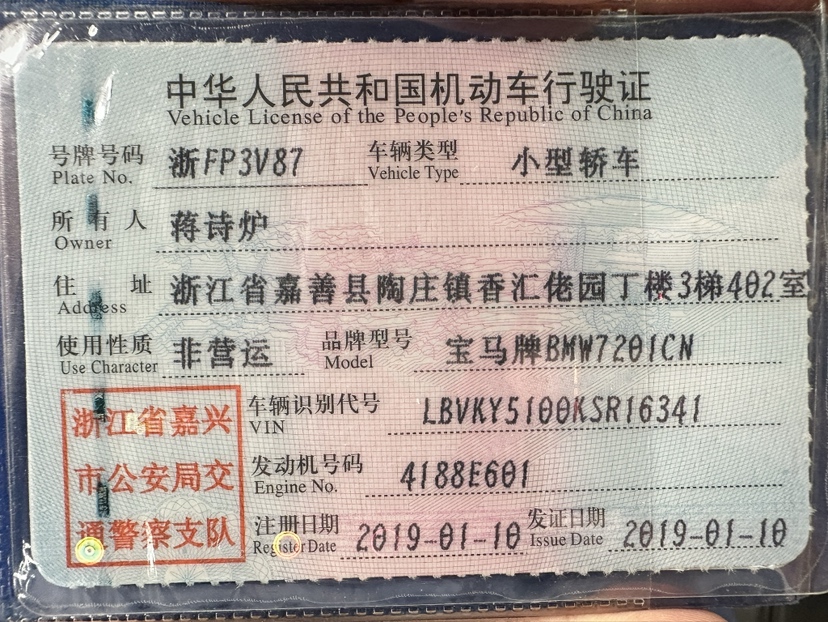 中华人民共和国机动车行驶证
Vehicle License of the People's Republic of China
号牌号码 浙FP3V87 车辆类型 小型轿车
Plate No. Vehicle Type
所有人 蒋诗炉
Owner
住址 浙江省嘉善县陶庄镇香汇佬园丁楼3梯402室
Address
使用性质 非营运 品牌型号 宝马牌BMW7201CN
Use Character Model
浙江省嘉兴 车辆识别代号 LBVKY5100KSR16341
VIN
市公安局交 发动机号码 4188E601
Engine No.
通警察支队 注册日期 2019-01-10 发证日期 2019-01-10
Register Date Issue Date